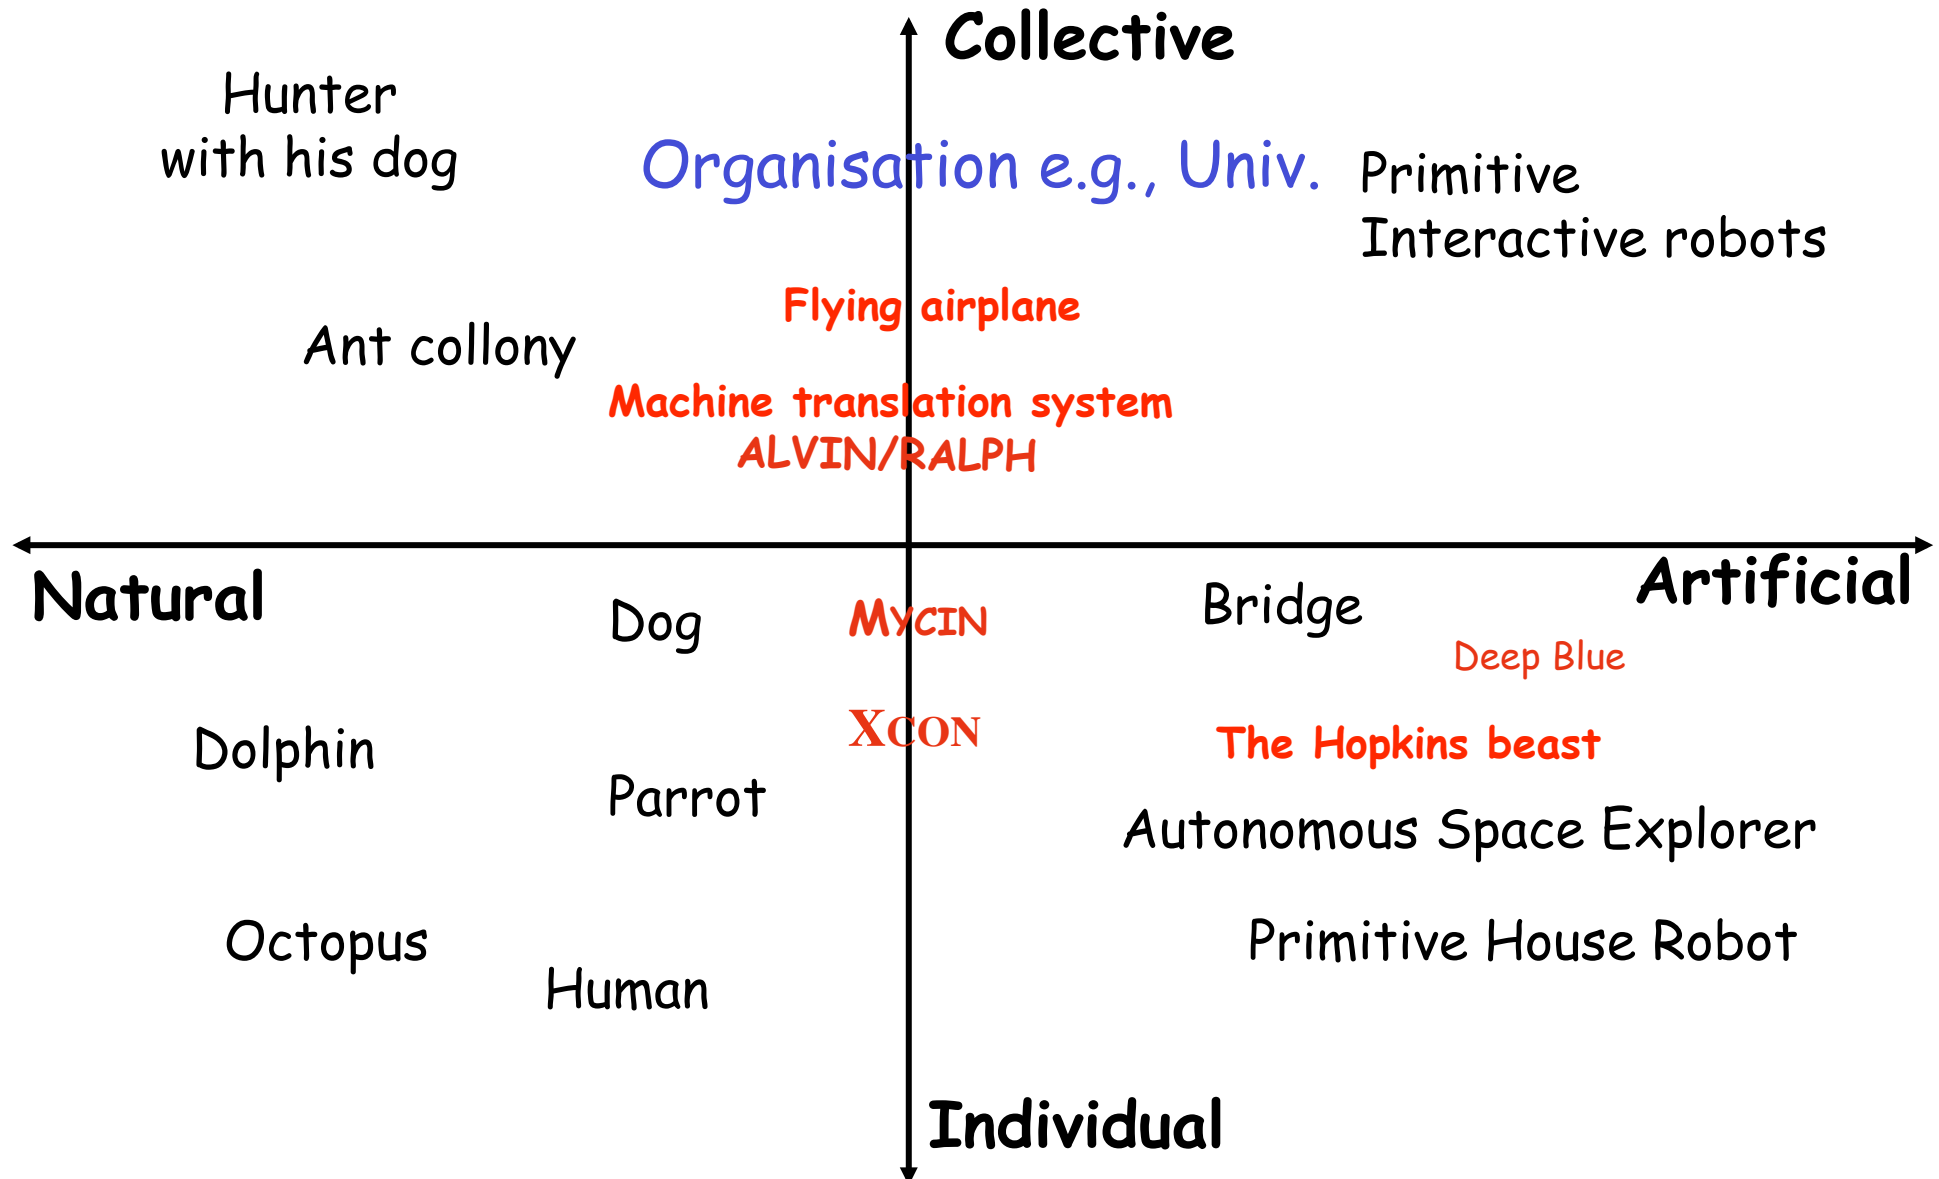 Collective
Hunter
with his dog
Organisation e.g., Univ.
Primitive
Interactive robots
Flying airplane
Ant collony
Machine translation system
ALVIN/RALPH
Natural
Artificial
Dog
MYCIN
Bridge
Deep Blue
Dolphin
XCON
The Hopkins beast
Parrot
Autonomous Space Explorer
Octopus
Primitive House Robot
Human
Individual